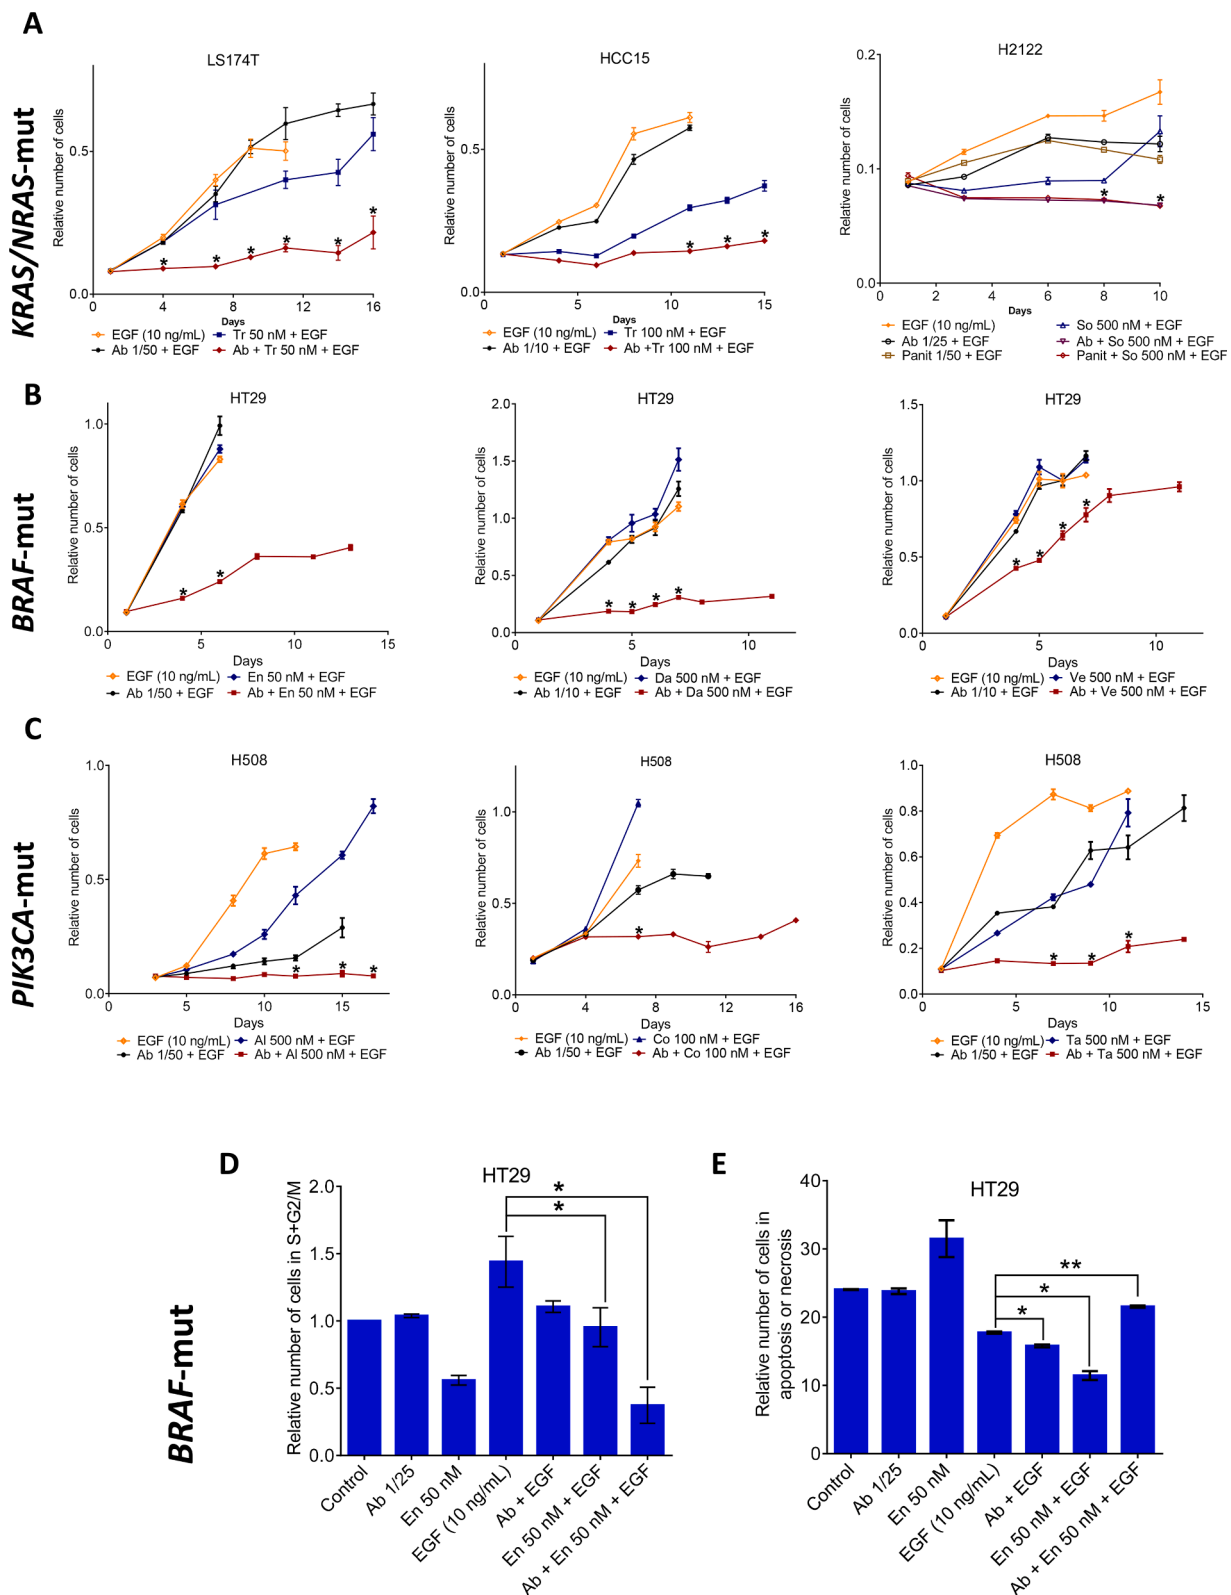 A
KRAS/NRAS-mut
LS174T
Relative number of cells
0.5
0.0
0 4 8 12 16
Days
EGF (10 ng/mL) Tr 50 nM + EGF
Ab 1/50 + EGF Ab + Tr 50 nM + EGF
* * * * * *
HCC15
Relative number of cells
0.5
0.0
0 5 10 15
Days
EGF (10 ng/mL) Tr 100 nM + EGF
Ab 1/10 + EGF Ab +Tr 100 nM + EGF
* * *
H2122
Relative number of cells
0.2
0.1
0.0
0 2 4 6 8 10
Days
EGF (10 ng/mL) So 500 nM + EGF
Ab 1/25 + EGF Ab + So 500 nM + EGF
Panit 1/50 + EGF Panit + So 500 nM + EGF
* *
B
BRAF-mut
HT29
Relative number of cells
1.0
0.5
0.0
0 5 10 15
Days
EGF (10 ng/mL) En 50 nM + EGF
Ab 1/50 + EGF Ab + En 50 nM + EGF
* *
HT29
Relative number of cells
2.0
1.5
1.0
0.5
0.0
0 5 10
Days
EGF (10 ng/mL) Da 500 nM + EGF
Ab 1/10 + EGF Ab + Da 500 nM + EGF
* * * *
HT29
Relative number of cells
1.5
1.0
0.5
0.0
0 5 10
Days
EGF (10 ng/mL) Ve 500 nM + EGF
Ab 1/10 + EGF Ab + Ve 500 nM + EGF
* * * *
C
PIK3CA-mut
H508
Relative number of cells
1.0
0.5
0.0
0 5 10 15
Days
EGF (10 ng/mL) Al 500 nM + EGF
Ab 1/50 + EGF Ab + Al 500 nM + EGF
* * *
H508
Relative number of cells
1.0
0.5
0.0
0 4 8 12 16
Days
EGF (10 ng/mL) Co 100 nM + EGF
Ab 1/50 + EGF Ab + Co 100 nM + EGF
*
H508
Relative number of cells
1.0
0.8
0.6
0.4
0.2
0.0
0 5 10 15
Days
EGF (10 ng/mL) Ta 500 nM + EGF
Ab 1/50 + EGF Ab + Ta 500 nM + EGF
* * *
BRAF-mut
D
HT29
Relative number of cells in S+G2/M
2.0
1.5
1.0
0.5
0.0
*
*
Control
Ab 1/25
En 50 nM
EGF (10 ng/mL)
Ab + EGF
En 50 nM + EGF
Ab + En 50 nM + EGF
E
HT29
Relative number of cells in
apoptosis or necrosis
40
30
20
10
0
**
*
*
Control
Ab 1/25
En 50 nM
EGF (10 ng/mL)
Ab + EGF
En 50 nM + EGF
Ab + En 50 nM + EGF